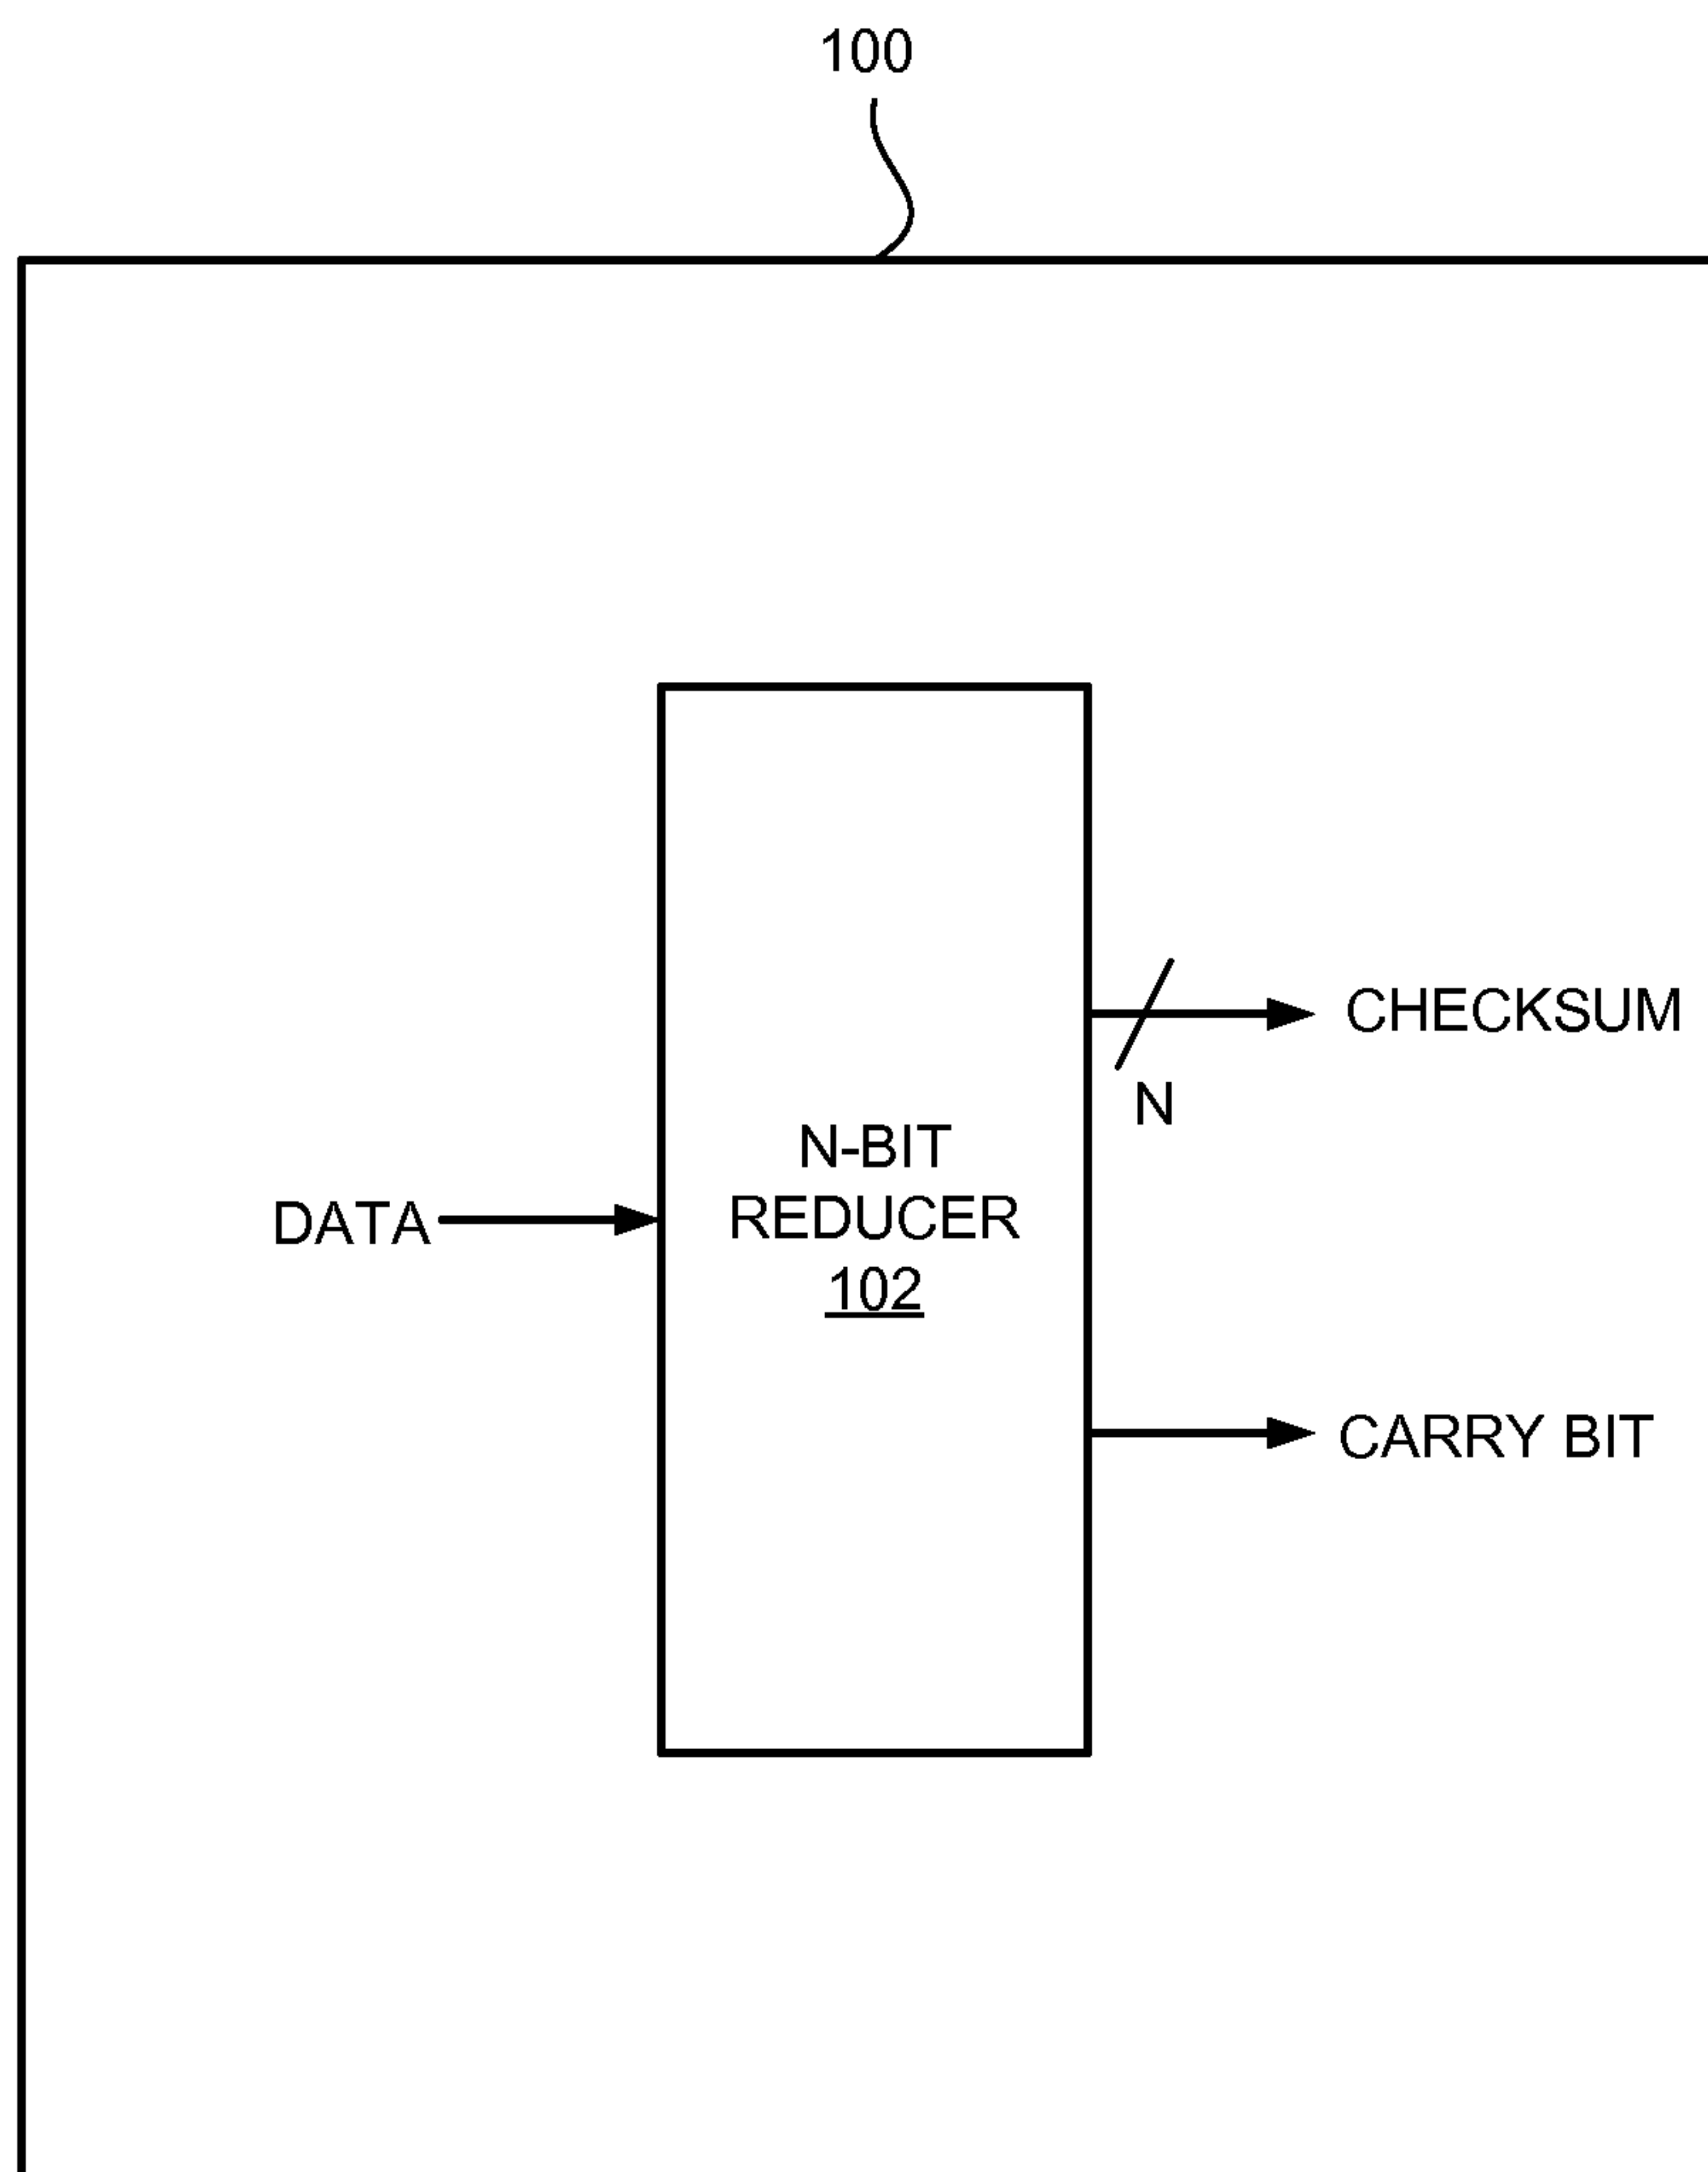 100
CHECKSUM
N
N-BIT
REDUCER
102
DATA
CARRY BIT